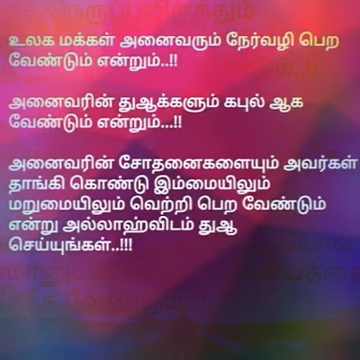 உலக மக்கள் அனைவரும் நேர்வழி பெற
வேண்டும் என்றும்..!!
அனைவரின் துஆக்களும் கபுல் ஆக
வேண்டும் என்றும்...!!
அனைவரின் சோதனைகளையும் அவர்கள்
தாங்கி கொண்டு இம்மையிலும்
மறுமையிலும் வெற்றி பெற வேண்டும்
என்று அல்லாஹ்விடம் துஆ
செய்யுங்கள்..!!!